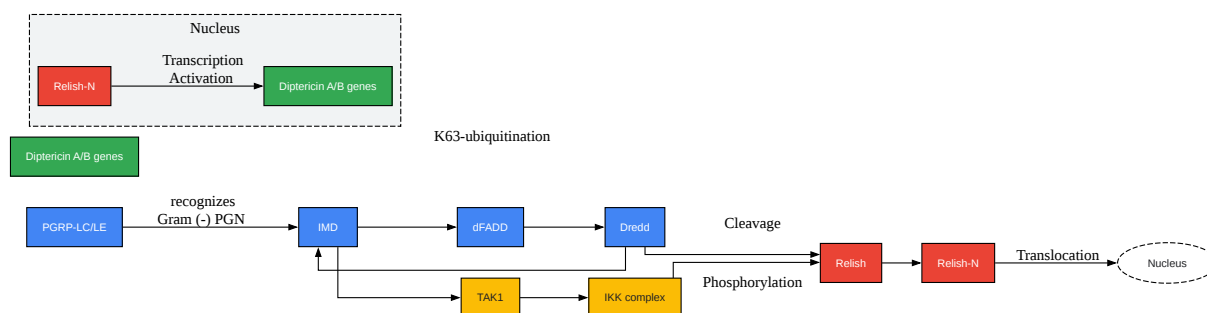 Nucleus
Transcription
Activation
Relish-N
Diptericin A/B genes
K63-ubiquitination
Diptericin A/B genes
recognizes
Gram (-) PGN
PGRP-LC/LE
IMD
dFADD
Dredd
Cleavage
Relish
Relish-N
Translocation
Nucleus
Phosphorylation
TAK1
IKK complex